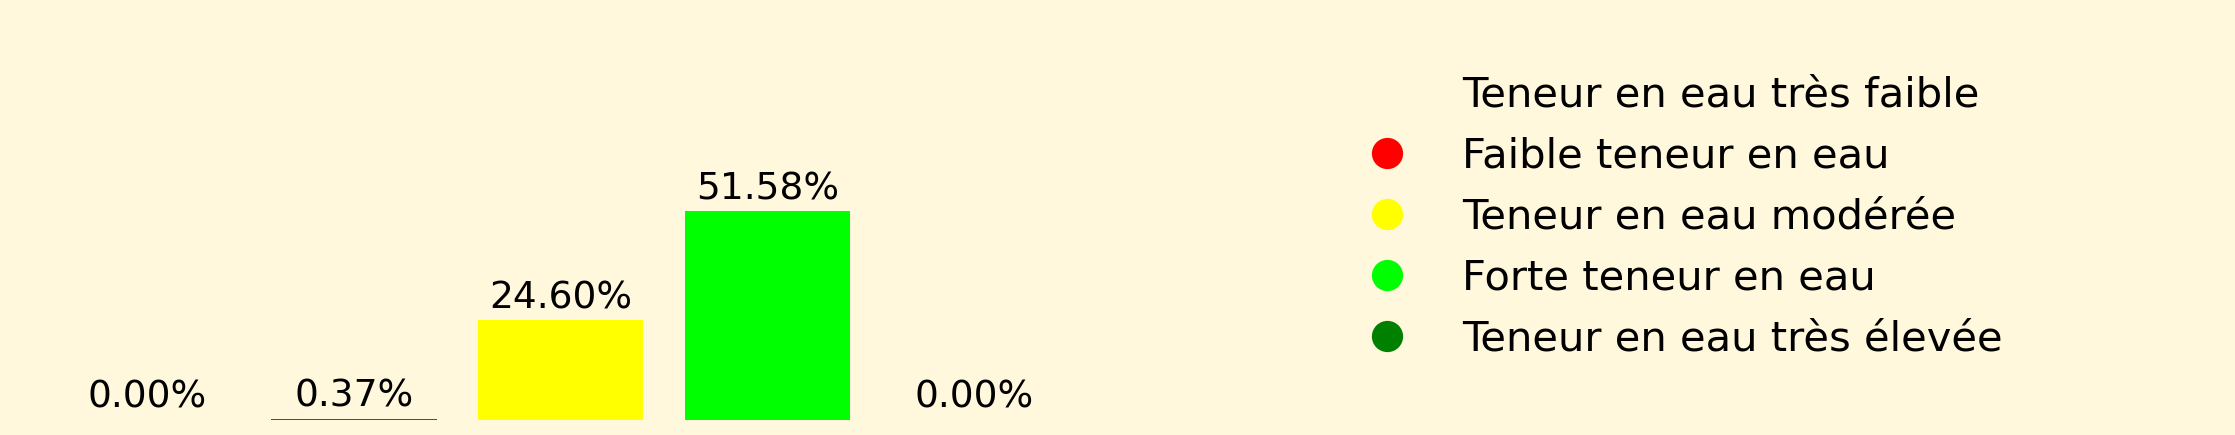 0.00%
0.37%
24.60%
51.58%
0.00%
Teneur en eau très faible
Faible teneur en eau
Teneur en eau modérée
Forte teneur en eau
Teneur en eau très élevée